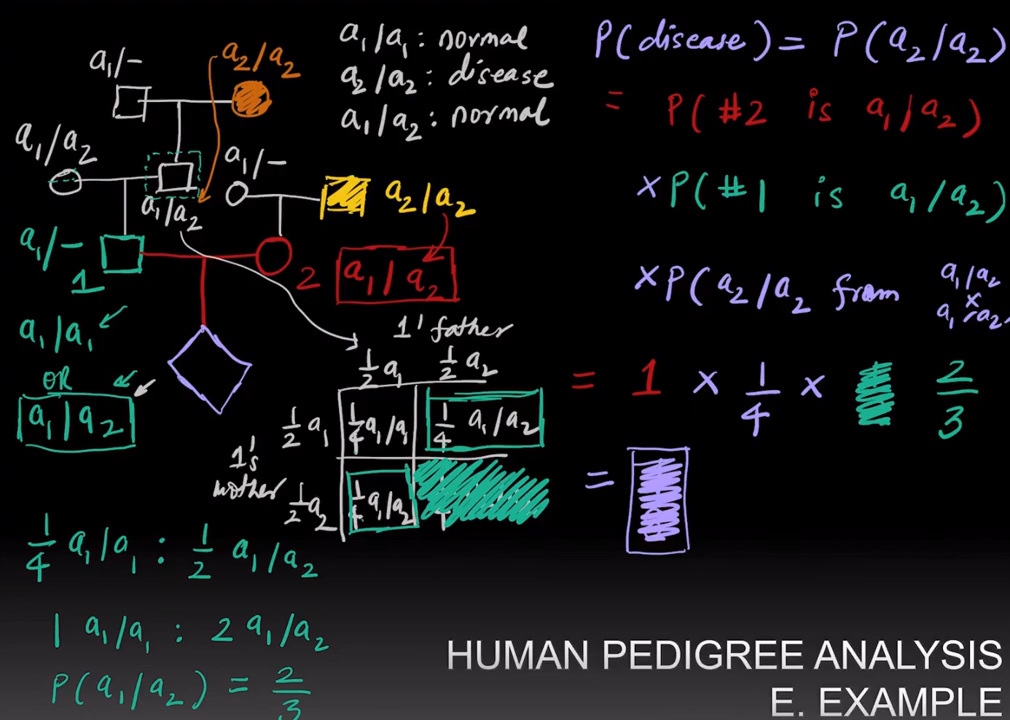 a₁/-
a₂/a₂
a₁/a₁ : normal
a₂/a₂ : disease
a₁/a₂ : normal
a₁/a₂
a₁/-
a₂/a₂
a₁/a₂
a₁/-
1
2
a₁/a₂
a₁/a₁
OR
a₁/a₂
1' father
1/2 a₁ 1/2 a₂
1/2 a₁ 1/4 a₁/a₁ 1/4 a₁/a₂
1's mother
1/2 a₂ 1/4 a₁/a₂
1/4 a₁/a₁ : 1/2 a₁/a₂
1 a₁/a₁ : 2 a₁/a₂
P(a₁/a₂) = 2/3
P(disease) = P(a₂/a₂)
= P(#2 is a₁/a₂)
×P(#1 is a₁/a₂)
×P(a₂/a₂ from a₁/a₂ × a₁/a₂
= 1 × 1/4 × 2/3
=
HUMAN PEDIGREE ANALYSIS
E. EXAMPLE